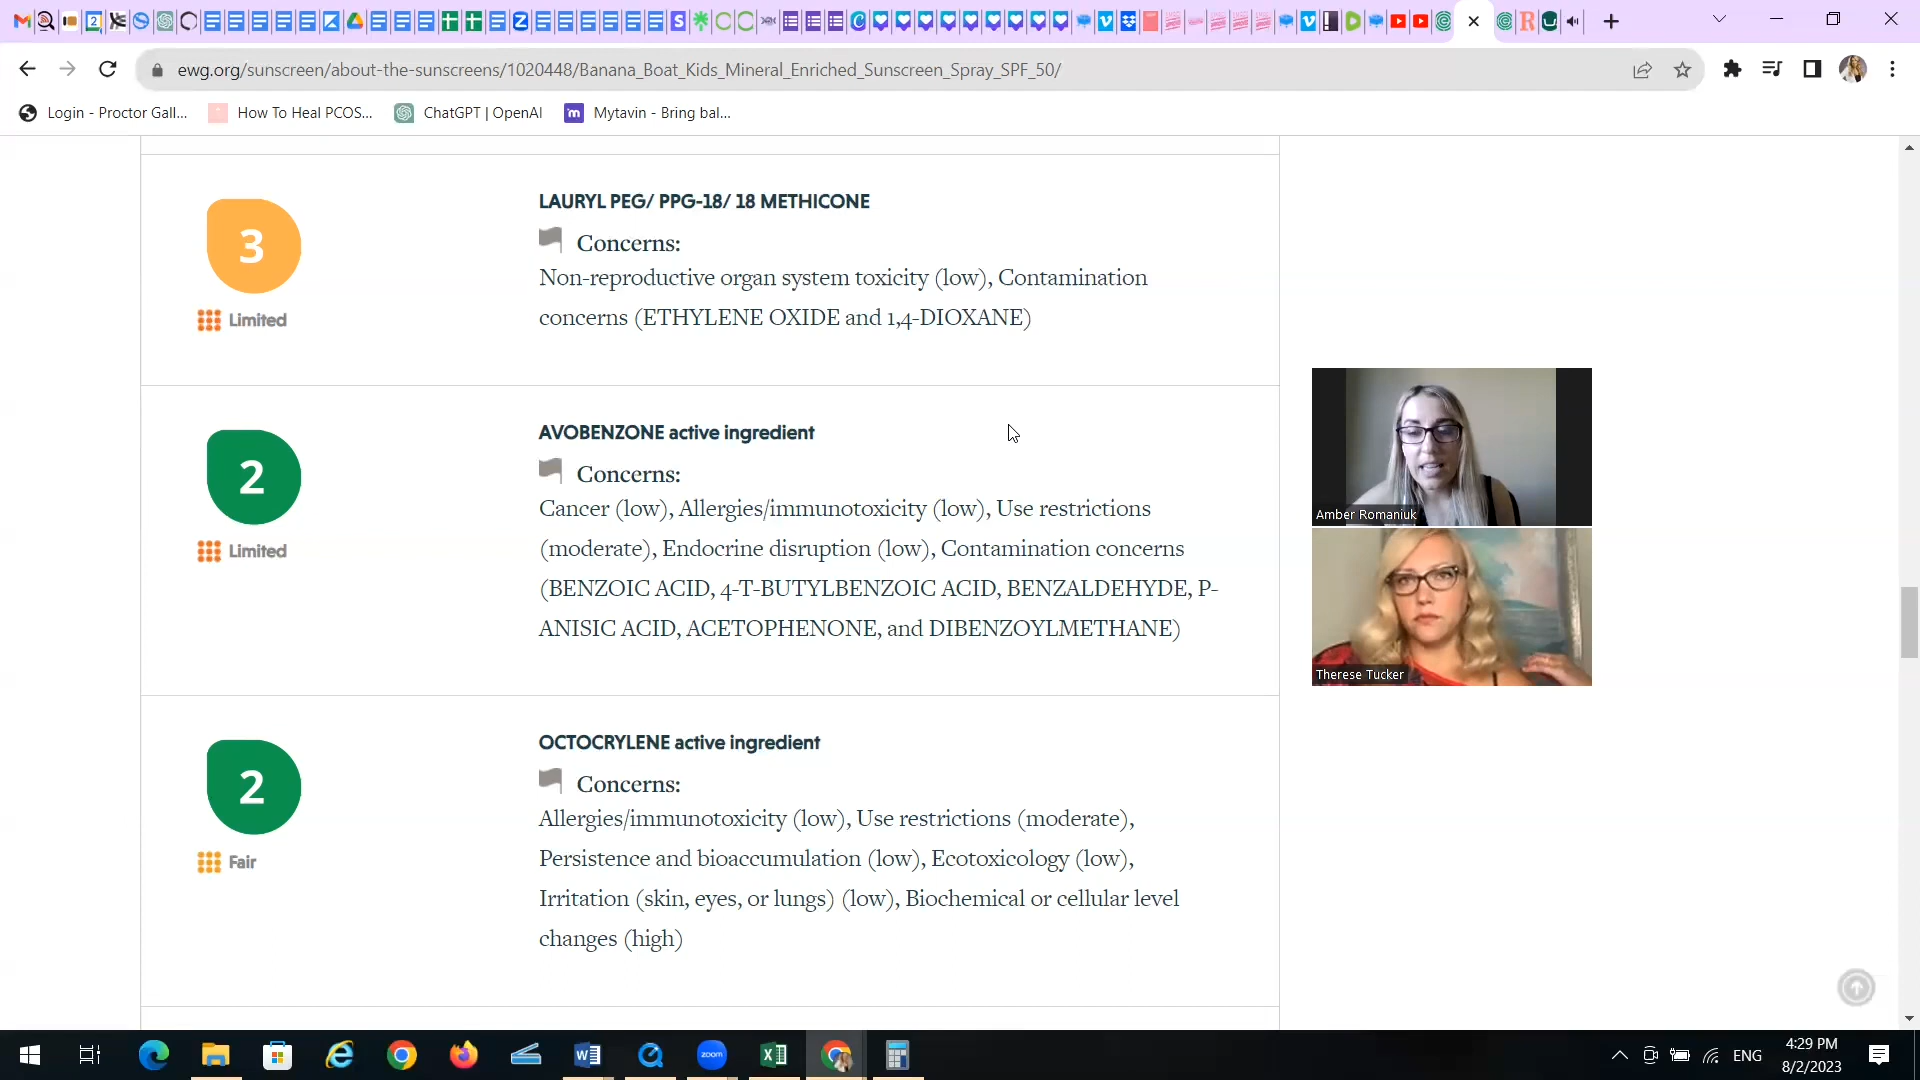 2
ewg.org/sunscreen/about-the-sunscreens/1020448/Banana_Boat_Kids_Mineral_Enriched_Sunscreen_Spray_SPF_50/
Login - Proctor Gall...
How To Heal PCOS...
ChatGPT | OpenAI
Mytavin - Bring bal...
3
Limited
LAURYL PEG/ PPG-18/ 18 METHICONE
Concerns:
Non-reproductive organ system toxicity (low), Contamination
concerns (ETHYLENE OXIDE and 1,4-DIOXANE)
2
Limited
AVOBENZONE active ingredient
Concerns:
Cancer (low), Allergies/immunotoxicity (low), Use restrictions
(moderate), Endocrine disruption (low), Contamination concerns
(BENZOIC ACID, 4-T-BUTYLBENZOIC ACID, BENZALDEHYDE, P-
ANISIC ACID, ACETOPHENONE, and DIBENZOYLMETHANE)
2
Fair
OCTOCRYLENE active ingredient
Concerns:
Allergies/immunotoxicity (low), Use restrictions (moderate),
Persistence and bioaccumulation (low), Ecotoxicology (low),
Irritation (skin, eyes, or lungs) (low), Biochemical or cellular level
changes (high)
Amber Romaniuk
Therese Tucker
zoom
ENG
4:29 PM
8/2/2023